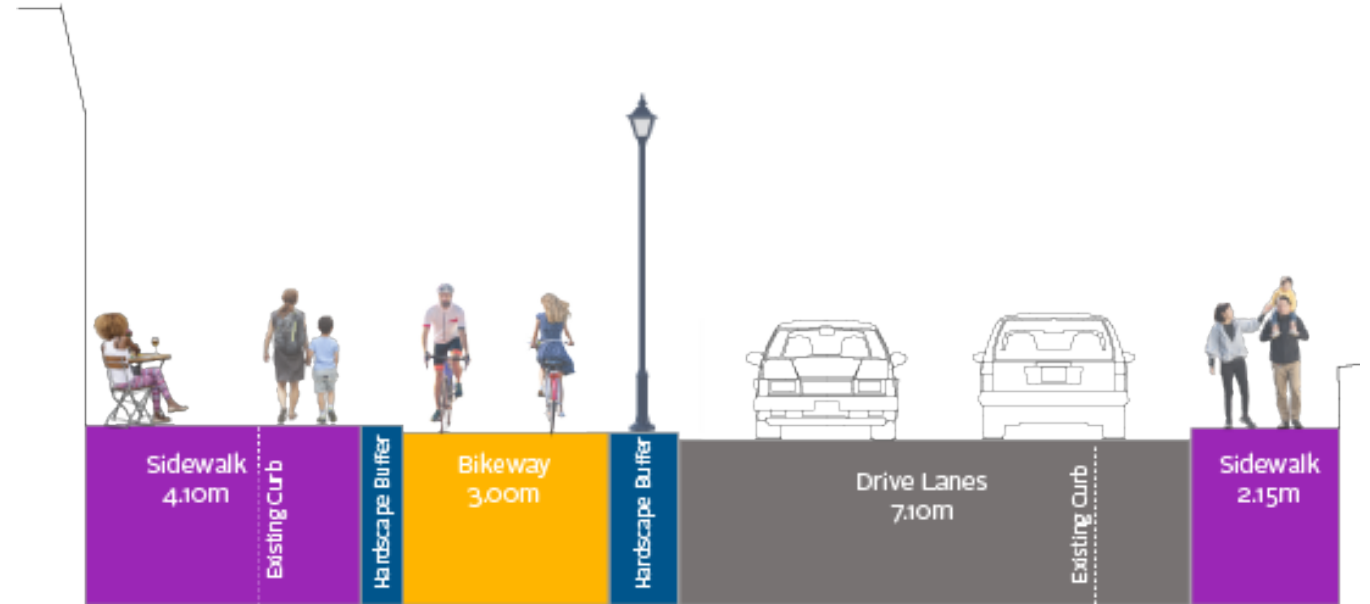 Sidewalk
4.10m
Existing Curb
Hardscape Buffer
Bikeway
3.00m
Hardscape Buffer
Drive Lanes
7.10m
Existing Curb
Sidewalk
2.15m